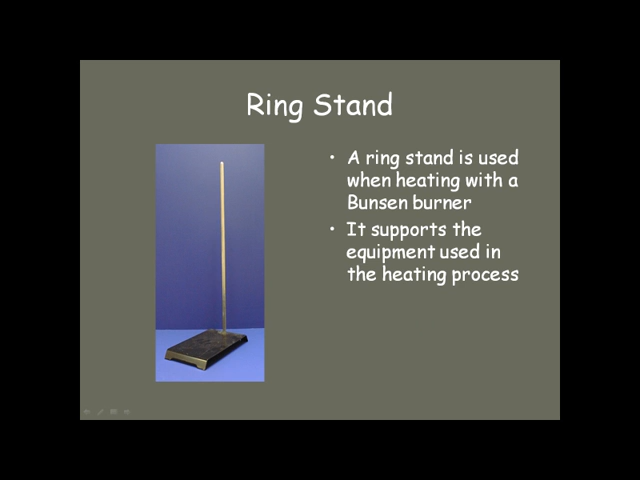 Ring Stand
• A ring stand is used
when heating with a
Bunsen burner
• It supports the
equipment used in
the heating process